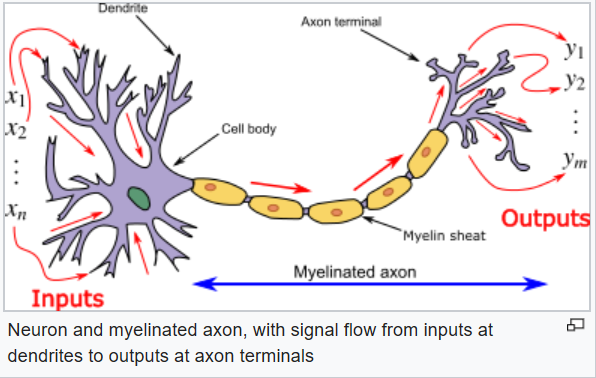 Dendrite
Axon terminal
y1
x1
y2
Cell body
x2
⋮
⋮
ym
xn
Outputs
Myelin sheat
Myelinated axon
Inputs
Neuron and myelinated axon, with signal flow from inputs at
dendrites to outputs at axon terminals